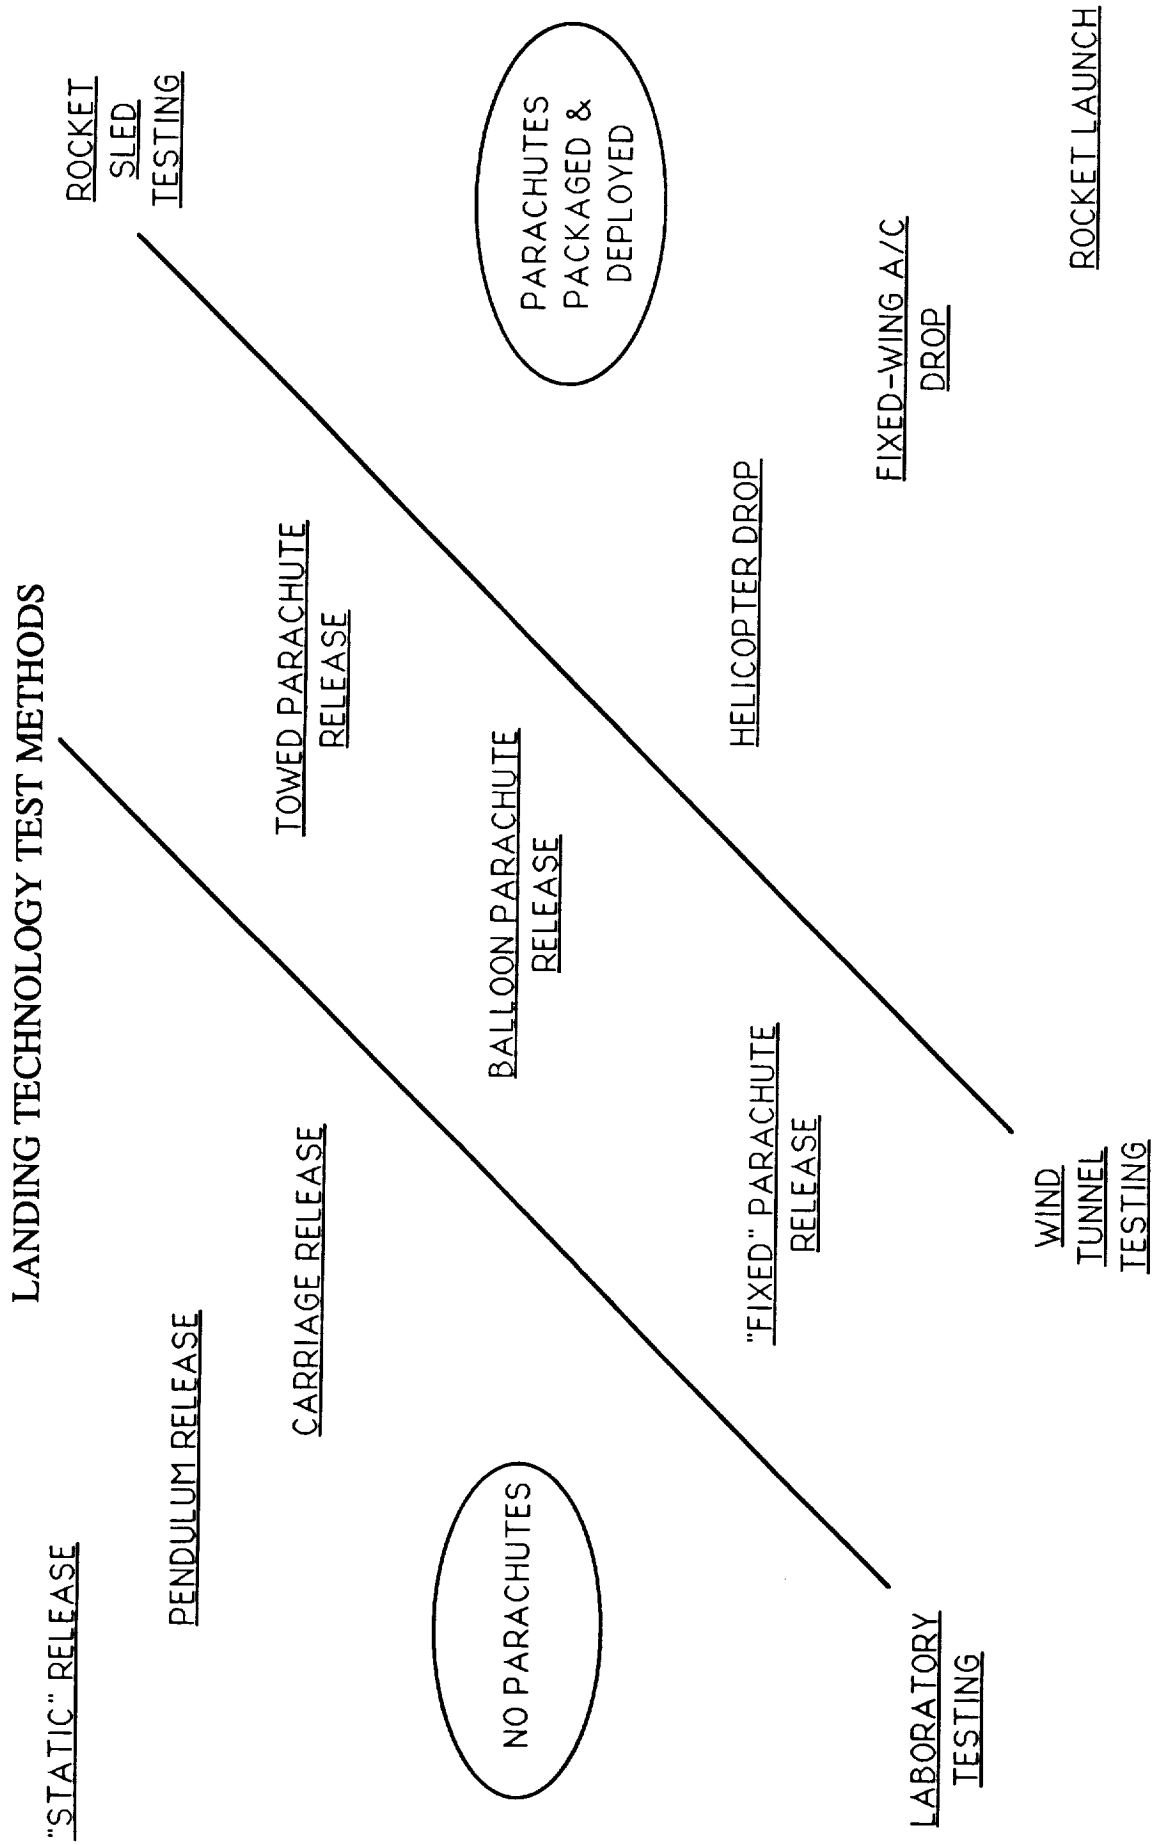 LANDING TECHNOLOGY TEST METHODS
"STATIC" RELEASE
PENDULUM RELEASE
CARRIAGE RELEASE
NO PARACHUTES
LABORATORY
TESTING
TOWED PARACHUTE
RELEASE
BALLOON PARACHUTE
RELEASE
"FIXED" PARACHUTE
RELEASE
WIND
TUNNEL
TESTING
ROCKET
SLED
TESTING
PARACHUTES
PACKAGED &
DEPLOYED
HELICOPTER DROP
FIXED-WING A/C
DROP
ROCKET LAUNCH